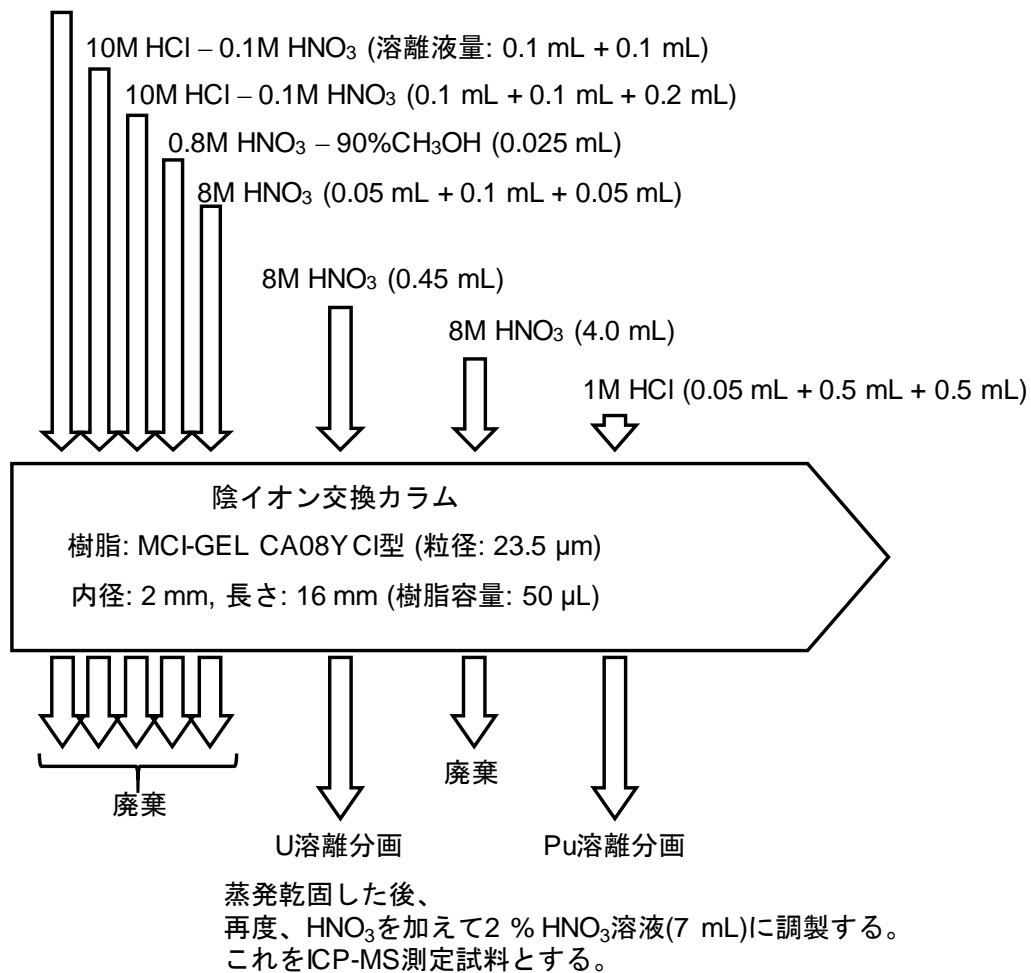 10M HCl – 0.1M HNO₃ (溶離液量: 0.1 mL + 0.1 mL)
10M HCl – 0.1M HNO₃ (0.1 mL + 0.1 mL + 0.2 mL)
0.8M HNO₃ – 90%CH₃OH (0.025 mL)
8M HNO₃ (0.05 mL + 0.1 mL + 0.05 mL)
8M HNO₃ (0.45 mL)
8M HNO₃ (4.0 mL)
1M HCl (0.05 mL + 0.5 mL + 0.5 mL)
陰イオン交換カラム
樹脂: MCI-GEL CA08Y Cl型 (粒径: 23.5 µm)
内径: 2 mm, 長さ: 16 mm (樹脂容量: 50 µL)
廃棄
廃棄
U溶離分画
Pu溶離分画
蒸発乾固した後、
再度、HNO₃を加えて2 % HNO₃溶液(7 mL)に調製する。
これをICP-MS測定試料とする。